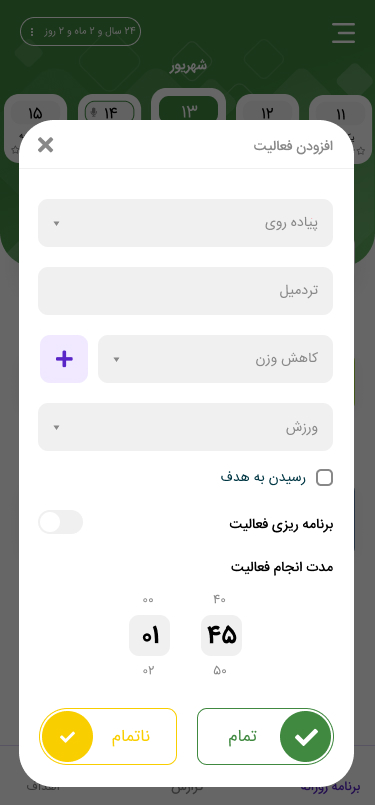 ۲۴ سال و ۲ ماه و ۲ روز
شهریور
۱۱ ۱۲ ۱۳ ۱۴ ۱۵
افزودن فعالیت
پیاده روی
تردمیل
کاهش وزن
ورزش
رسیدن به هدف
برنامه ریزی فعالیت
مدت انجام فعالیت
۴۰ ۰۰
۴۵ ۰۱
۵۰ ۰۲
تمام
ناتمام
برنامه روزانه گزارش اهداف